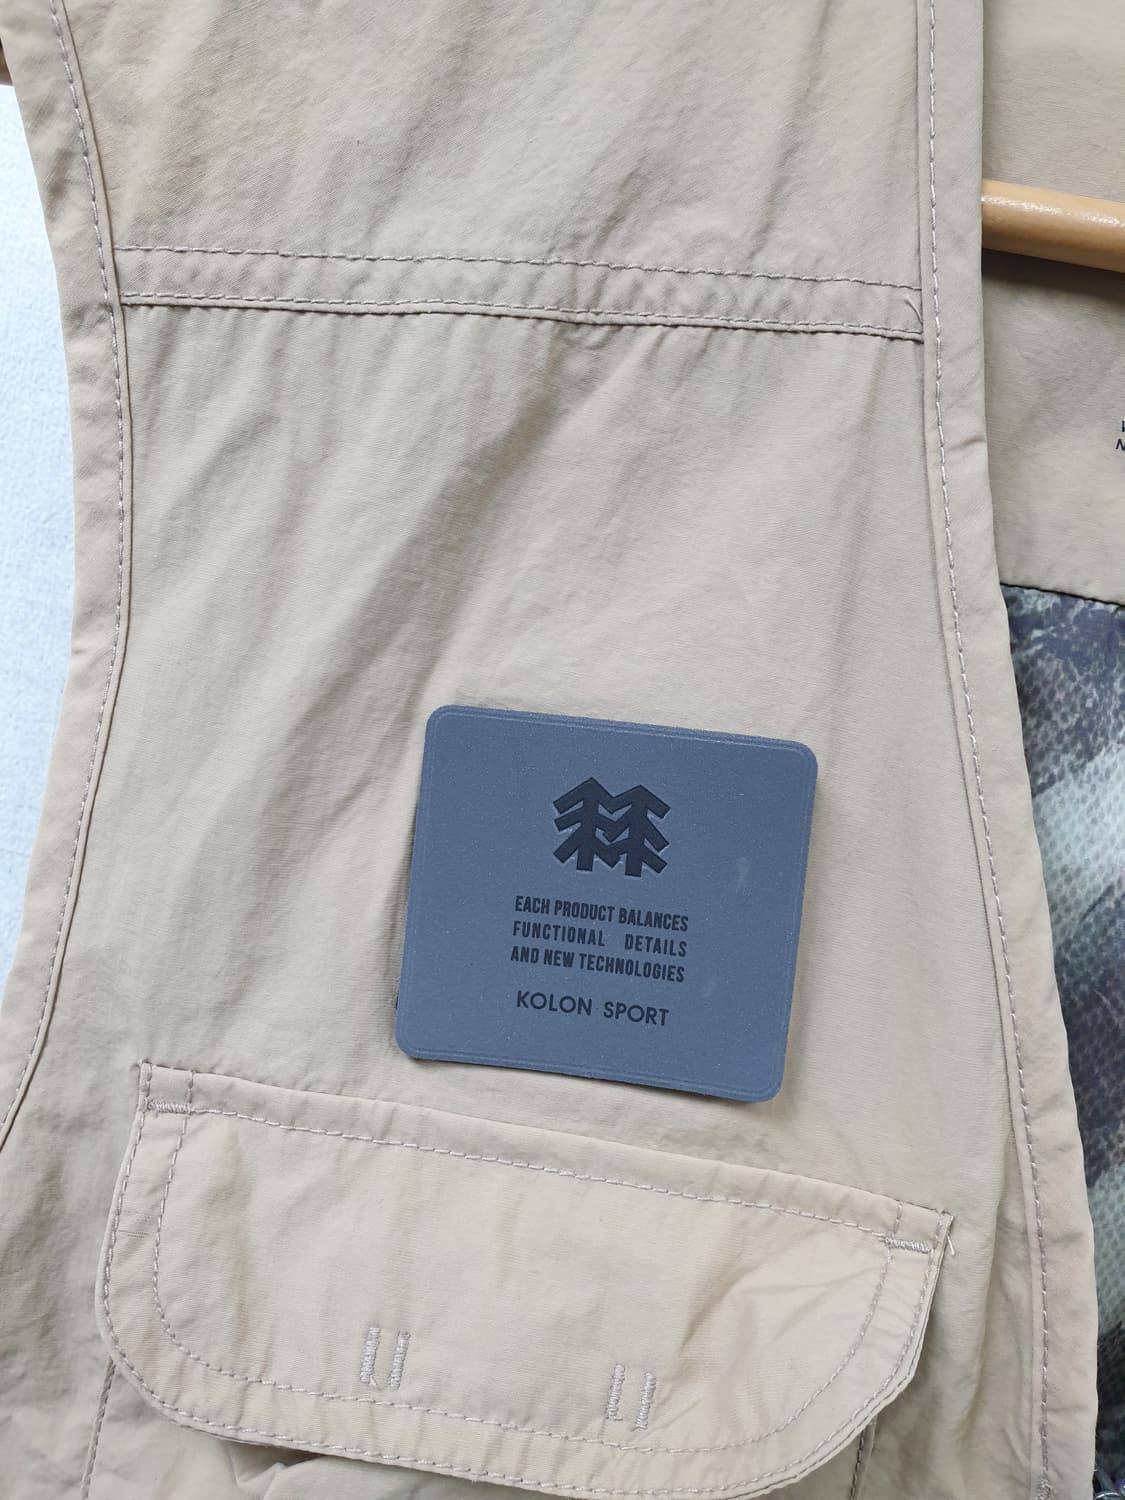 EACH PRODUCT BALANCES
FUNCTIONAL DETAILS
AND NEW TECHNOLOGIES
KOLON SPORT